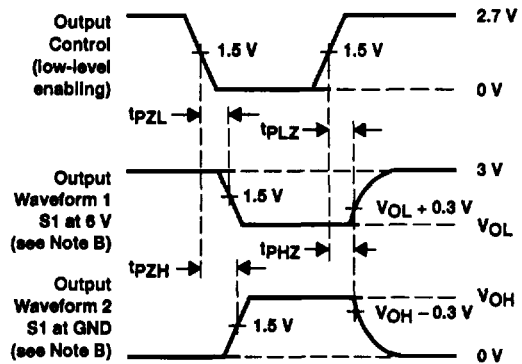 Output
Control
(low-level
enabling)
2.7 V
1.5 V
1.5 V
0 V
tPZL
tPLZ
Output
Waveform 1
S1 at 6 V
(see Note B)
3 V
1.5 V
VOL + 0.3 V
VOL
tPZH
tPHZ
Output
Waveform 2
S1 at GND
(see Note B)
VOH
1.5 V
VOH − 0.3 V
0 V